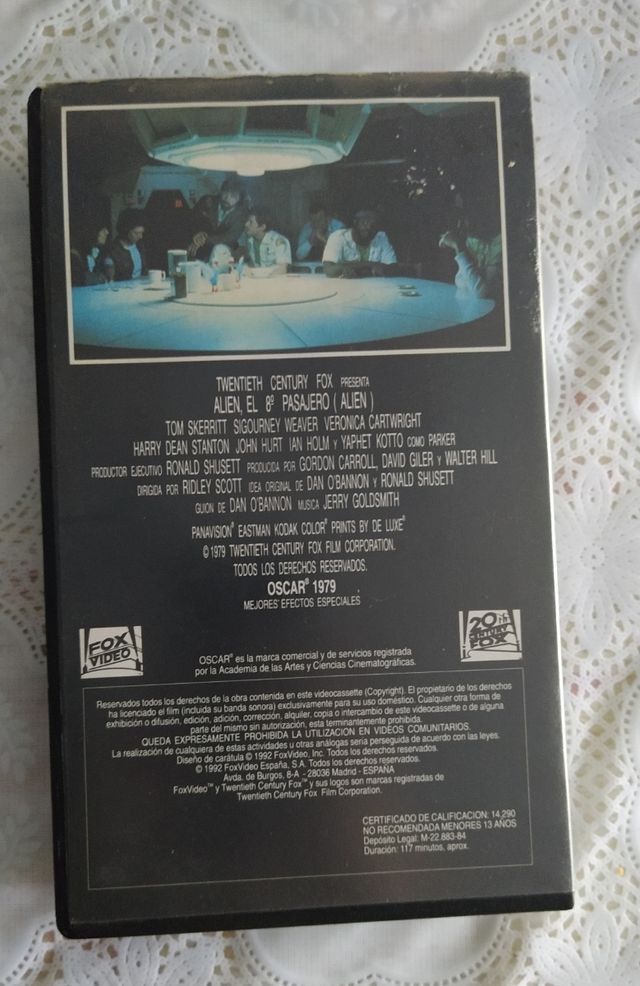 TWENTIETH CENTURY FOX PRESENTA
ALIEN, EL 8º PASAJERO ( ALIEN )
TOM SKERRITT SIGOURNEY WEAVER VERONICA CARTWRIGHT
HARRY DEAN STANTON JOHN HURT IAN HOLM Y YAPHET KOTTO COMO PARKER
PRODUCTOR EJECUTIVO RONALD SHUSETT PRODUCIDA POR GORDON CARROLL, DAVID GILER Y WALTER HILL
DIRIGIDA POR RIDLEY SCOTT IDEA ORIGINAL DE DAN O'BANNON Y RONALD SHUSETT
GUION DE DAN O'BANNON MUSICA JERRY GOLDSMITH
PANAVISION® EASTMAN KODAK COLOR® PRINTS BY DE LUXE®
© 1979 TWENTIETH CENTURY FOX FILM CORPORATION.
TODOS LOS DERECHOS RESERVADOS.
OSCAR® 1979
MEJORES EFECTOS ESPECIALES
FOX VIDEO
20th CENTURY FOX
OSCAR® es la marca comercial y de servicios registrada
por la Academia de las Artes y Ciencias Cinematográficas.
Reservados todos los derechos de la obra contenida en este videocassette (Copyright). El propietario de los derechos
ha licenciado el film (incluida su banda sonora) exclusivamente para su uso doméstico. Cualquier otra forma de
exhibición o difusión, edición, adición, corrección, alquiler, copia o intercambio de este videocassette o de alguna
parte del mismo sin autorización, esta terminantemente prohibida.
QUEDA EXPRESAMENTE PROHIBIDA LA UTILIZACION EN VIDEOS COMUNITARIOS.
La realización de cualquiera de estas actividades u otras análogas seria perseguida de acuerdo con las leyes.
Diseño de carátula © 1992 FoxVideo, Inc. Todos los derechos reservados.
© 1992 FoxVideo España, S.A. Todos los derechos reservados.
Avda. de Burgos, 8-A - 28036 Madrid - ESPAÑA
FoxVideo™ y Twentieth Century Fox™ y sus logos son marcas registradas de
Twentieth Century Fox Film Corporation.
CERTIFICADO DE CALIFICACION: 14.290
NO RECOMENDADA MENORES 13 AÑOS
Depósito Legal: M-22.883-84
Duración: 117 minutos, aprox.